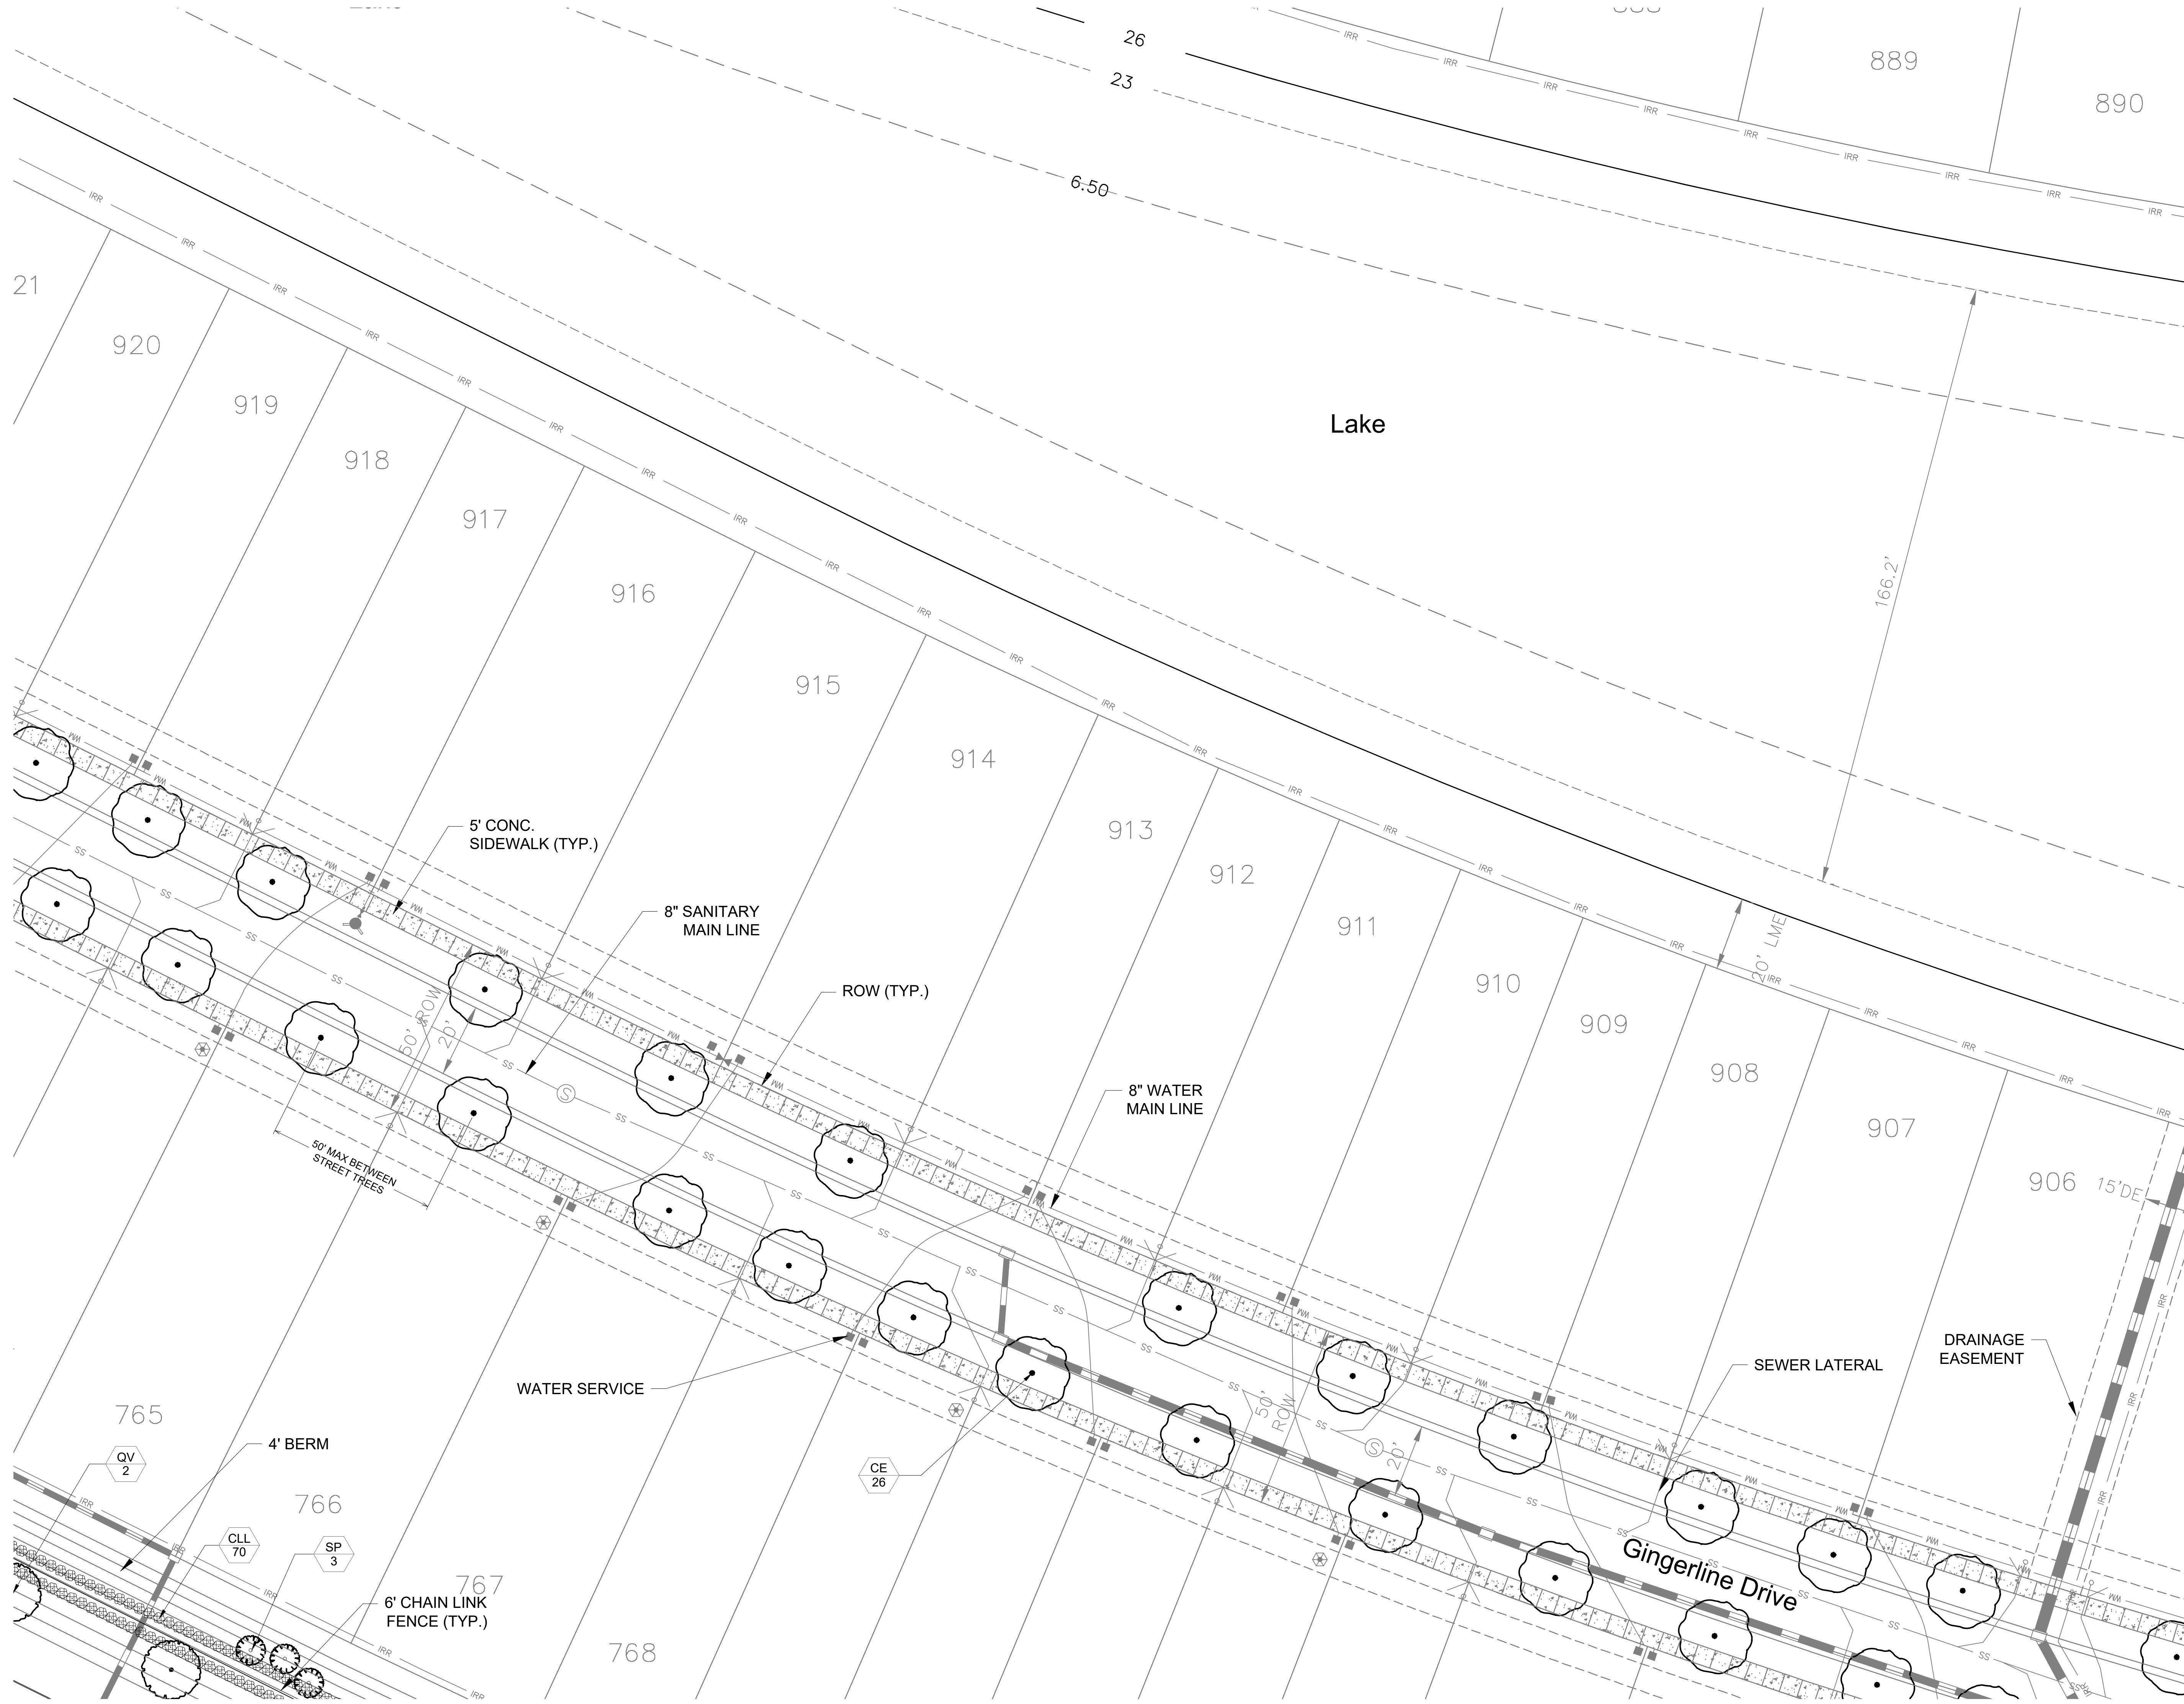 26
23
6.50
889
890
IRR
21
920
919
918
917
916
915
914
913
912
911
910
909
908
907
906
Lake
166.2'
20' LME
15'DE
5' CONC.
SIDEWALK (TYP.)
8" SANITARY
MAIN LINE
ROW (TYP.)
8" WATER
MAIN LINE
WM
SS
50' ROW
20'
S
50' MAX BETWEEN
STREET TREES
WATER SERVICE
CE
26
50'
ROW
20'
S
SEWER LATERAL
DRAINAGE
EASEMENT
Gingerline Drive
765
766
767
768
QV
2
4' BERM
CLL
70
SP
3
6' CHAIN LINK
FENCE (TYP.)